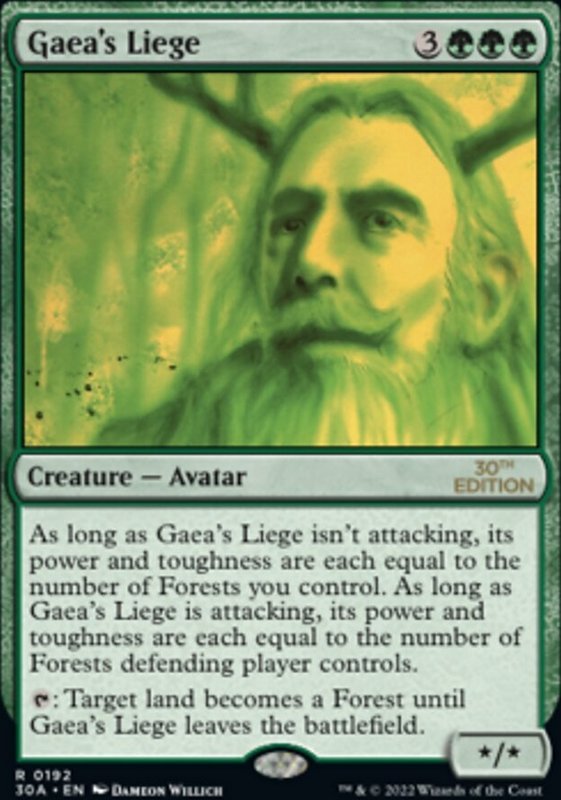 Gaea's Liege 3
Creature — Avatar
30TH
EDITION
As long as Gaea's Liege isn't attacking, its
power and toughness are each equal to the
number of Forests you control. As long as
Gaea's Liege is attacking, its power and
toughness are each equal to the number of
Forests defending player controls.
: Target land becomes a Forest until
Gaea's Liege leaves the battlefield.
*/*
R 0192
30A • EN DAMEON WILLICH
™ & © 2022 Wizards of the Coast